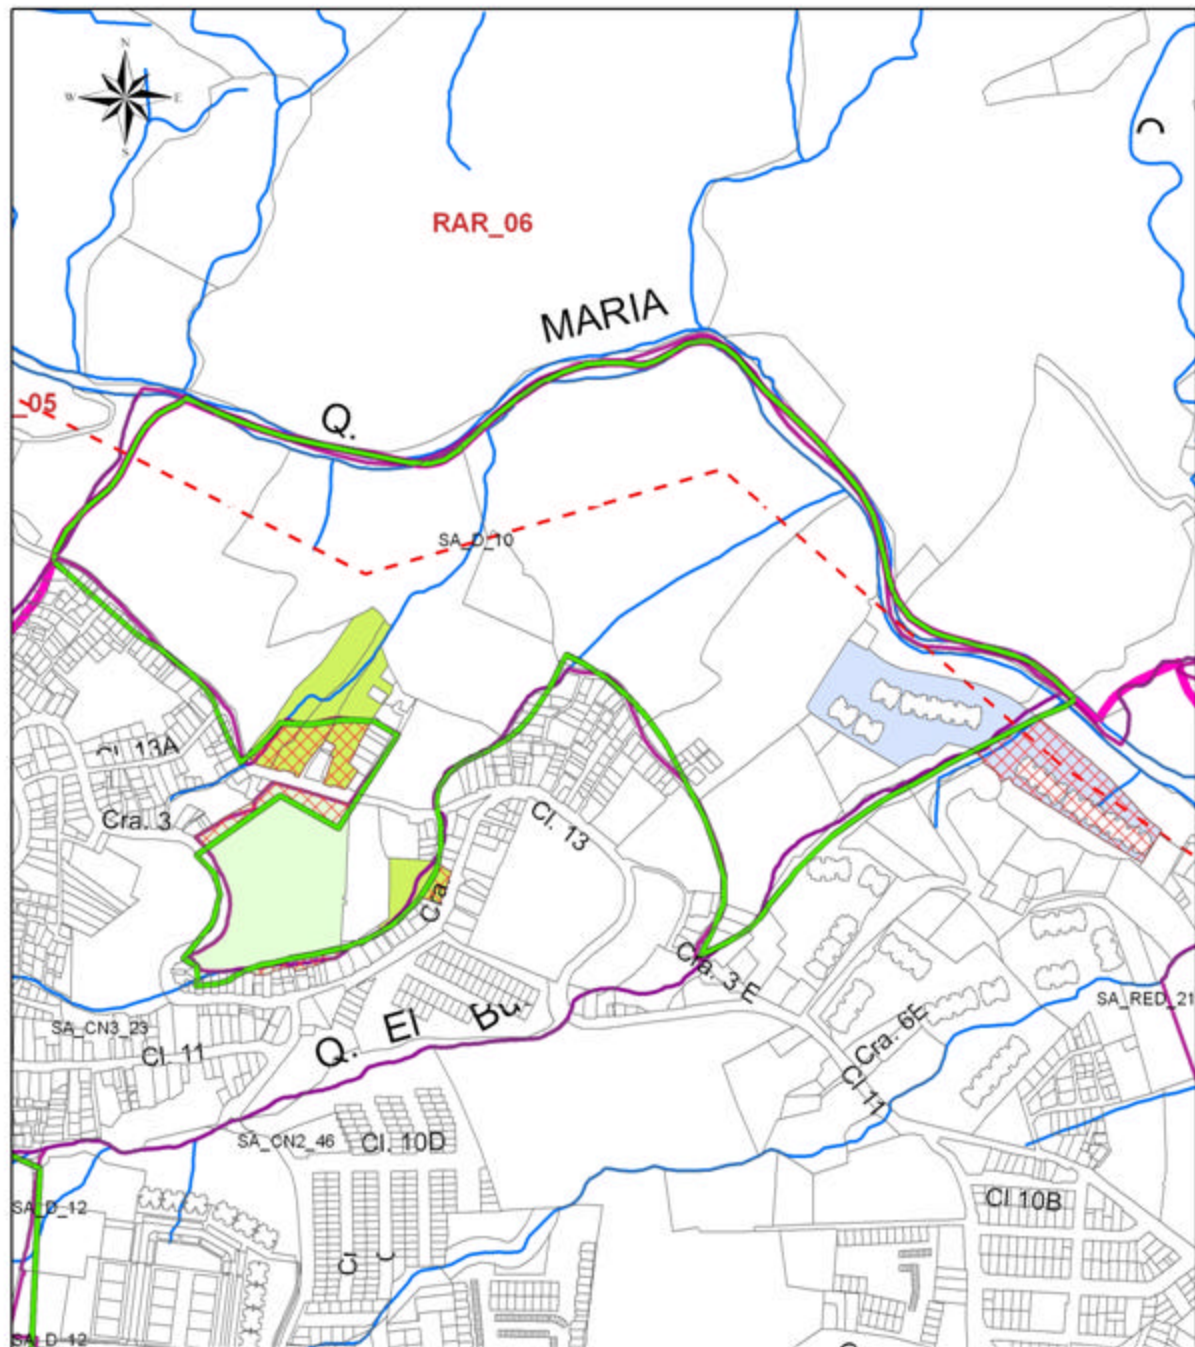 N
W E
S
RAR_06
MARIA
_05
Q.
SA_D_10
Cl. 13A
Cra. 3
Cl. 13
Cra.
Cra. 3 E
SA_RED_21
SA_CN3_23
Cl. 11
Q. El Bu
Cra. 6E
Cl 11
SA_CN2_46
Cl. 10D
SA_D_12
Cl 10B
Cl
SA_D_12